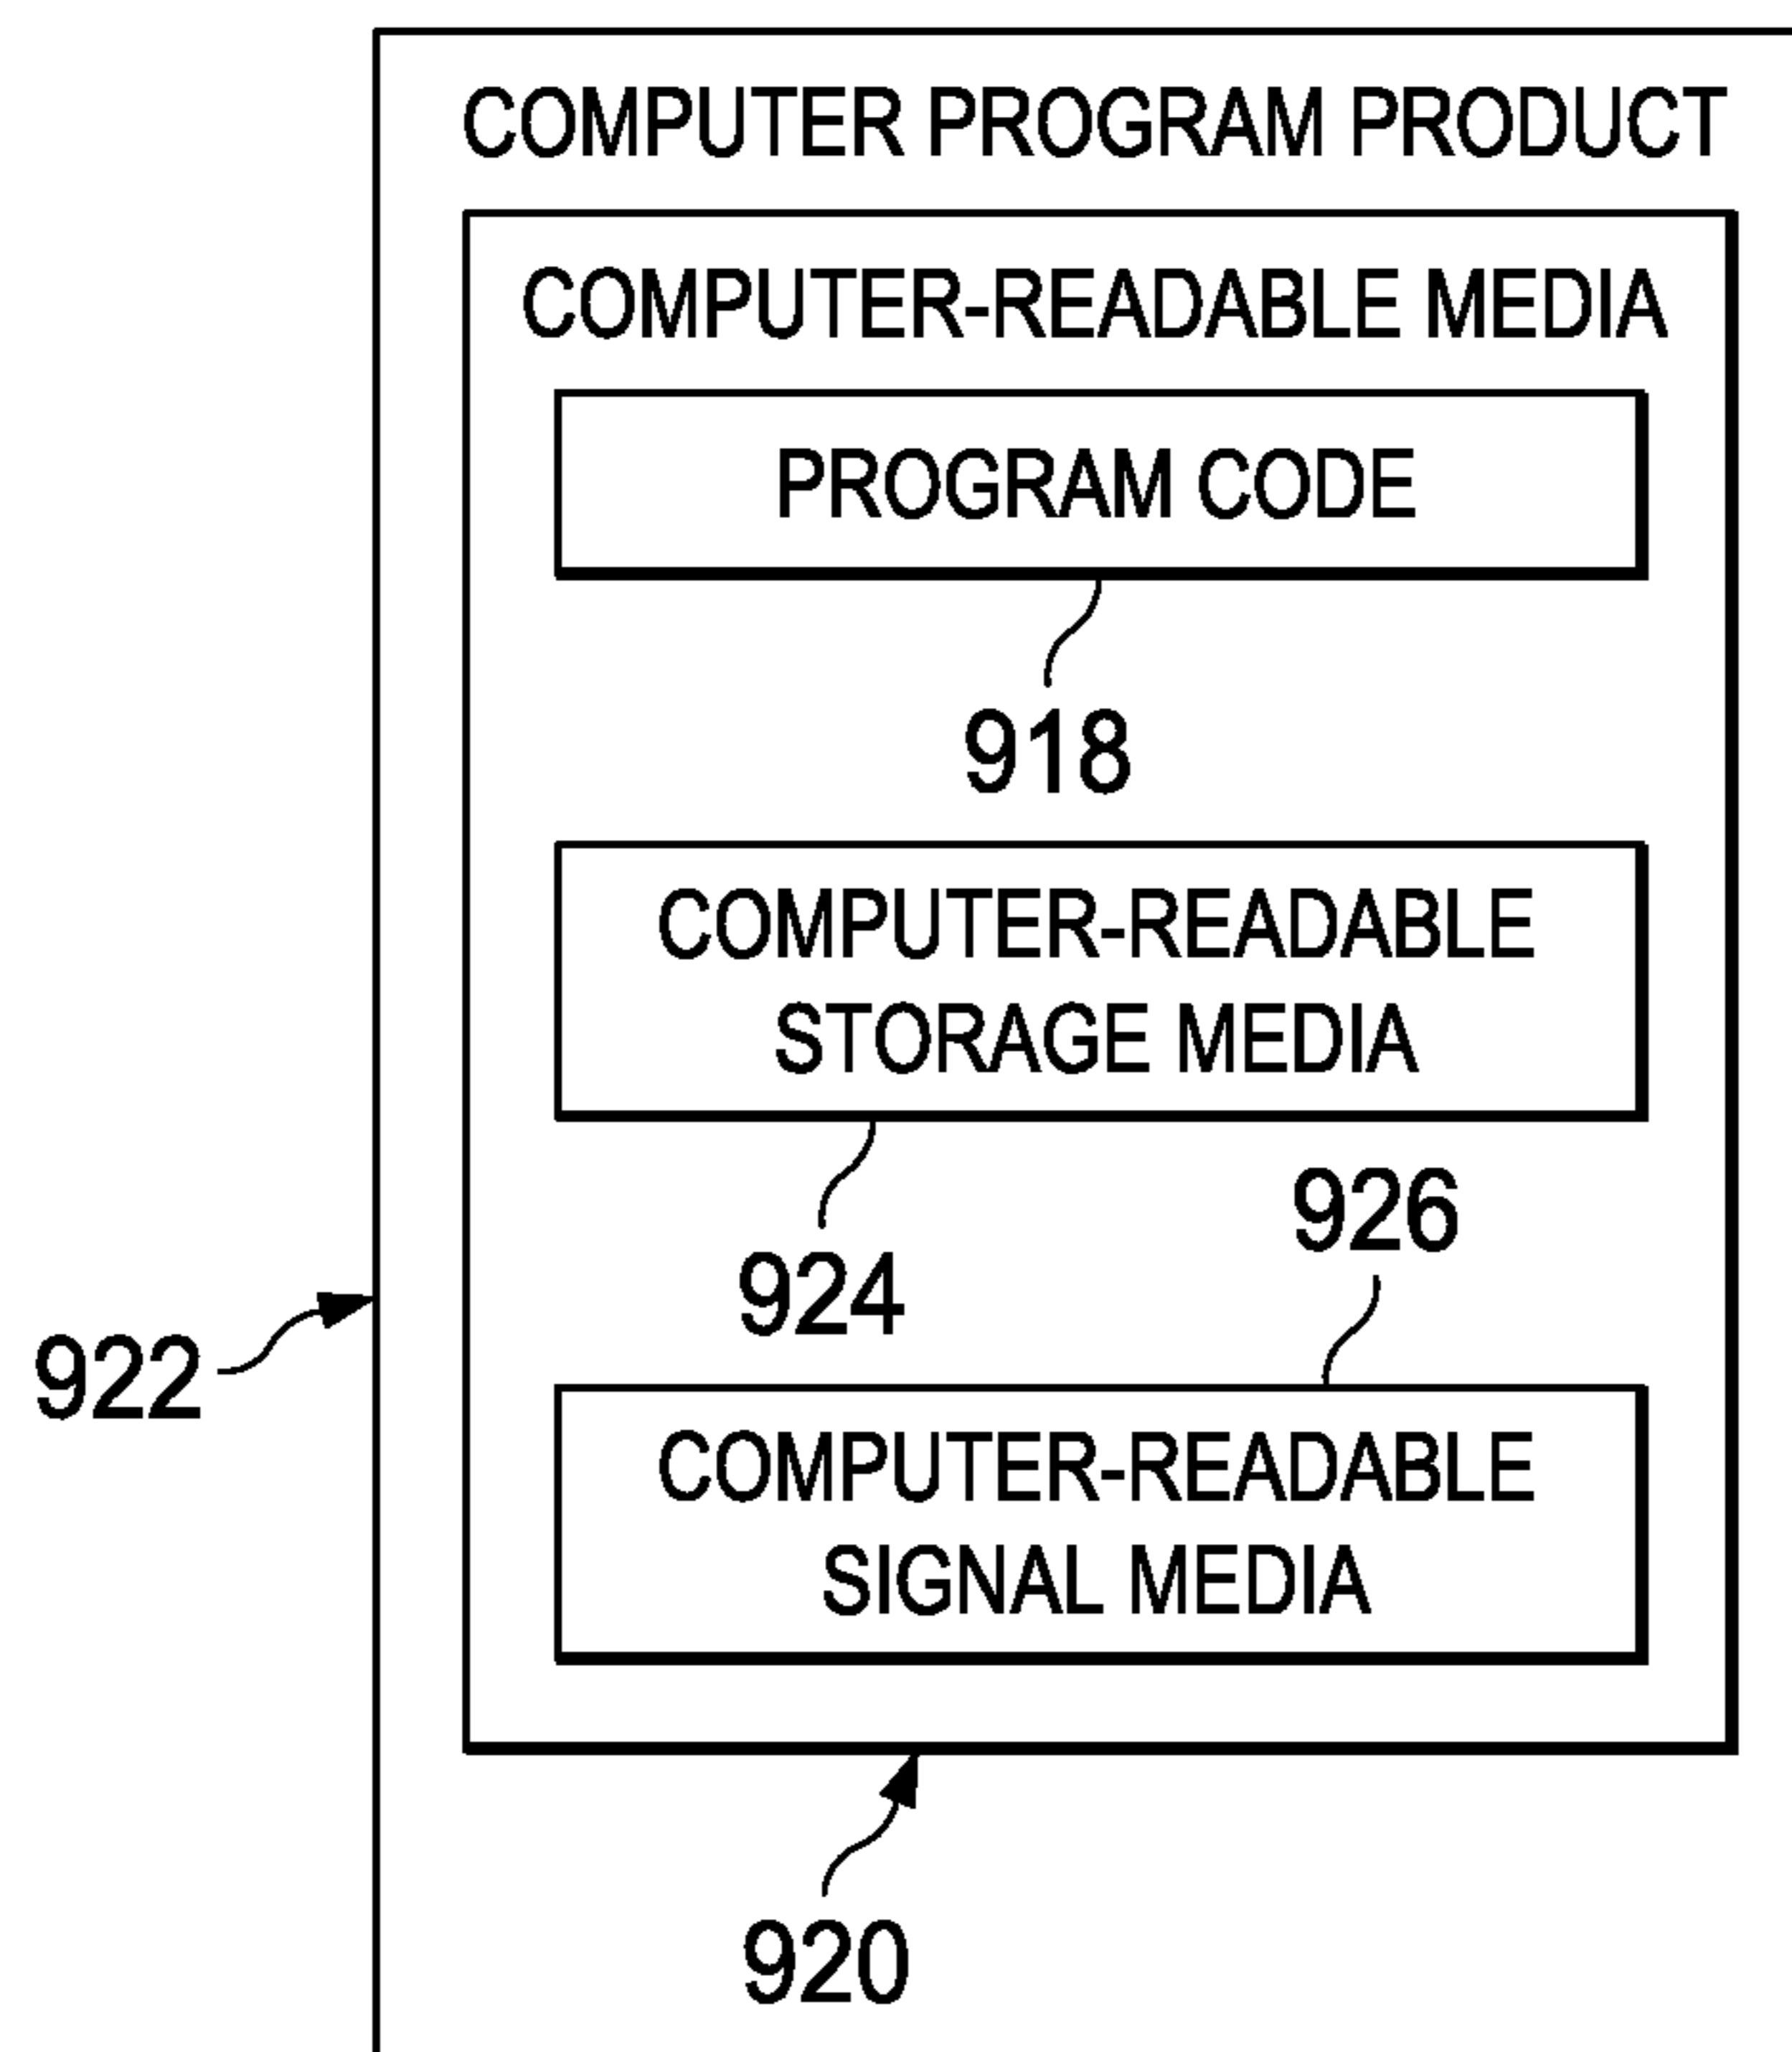 COMPUTER PROGRAM PRODUCT
COMPUTER-READABLE MEDIA
PROGRAM CODE
918
COMPUTER-READABLE
STORAGE MEDIA
924
926
922
COMPUTER-READABLE
SIGNAL MEDIA
920